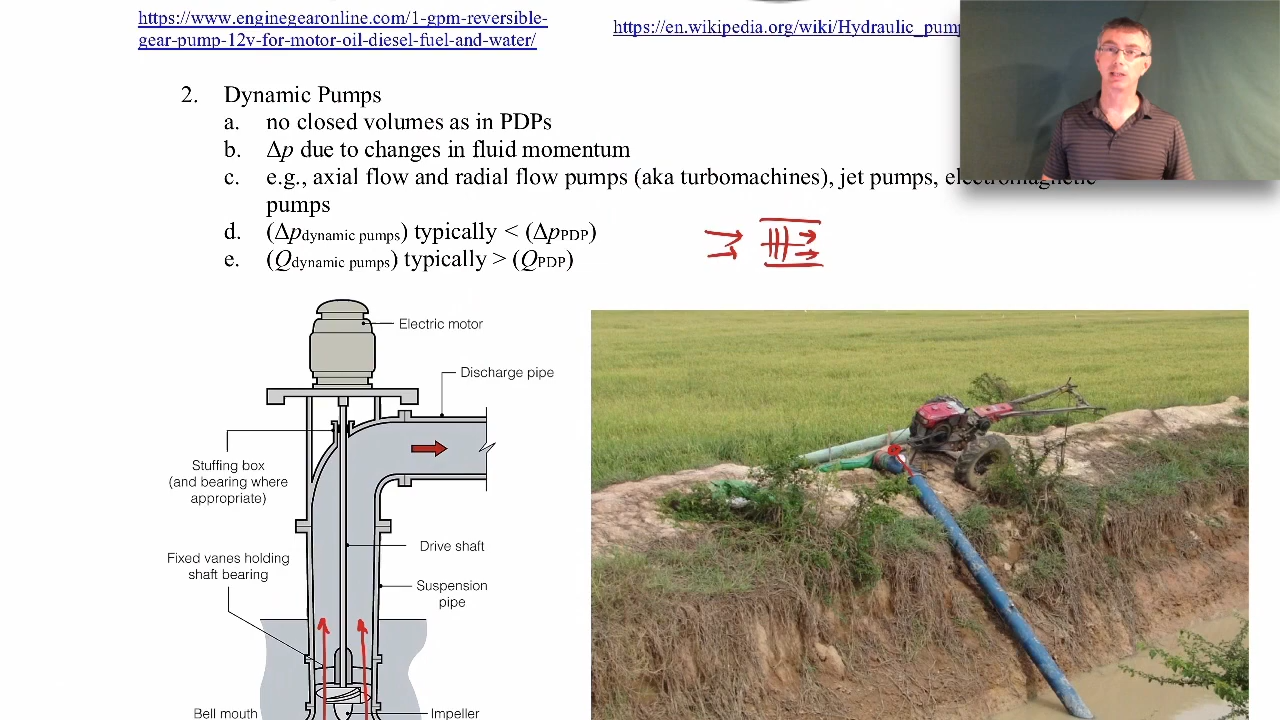 https://www.enginegearonline.com/1-gpm-reversible-
gear-pump-12v-for-motor-oil-diesel-fuel-and-water/
https://en.wikipedia.org/wiki/Hydraulic_pump
2. Dynamic Pumps
a. no closed volumes as in PDPs
b. Δp due to changes in fluid momentum
c. e.g., axial flow and radial flow pumps (aka turbomachines), jet pumps, electromagnetic
pumps
d. (Δpdynamic pumps) typically < (ΔpPDP)
e. (Qdynamic pumps) typically > (QPDP)
Electric motor
Discharge pipe
Stuffing box
(and bearing where
appropriate)
Drive shaft
Fixed vanes holding
shaft bearing
Suspension
pipe
Bell mouth
Impeller